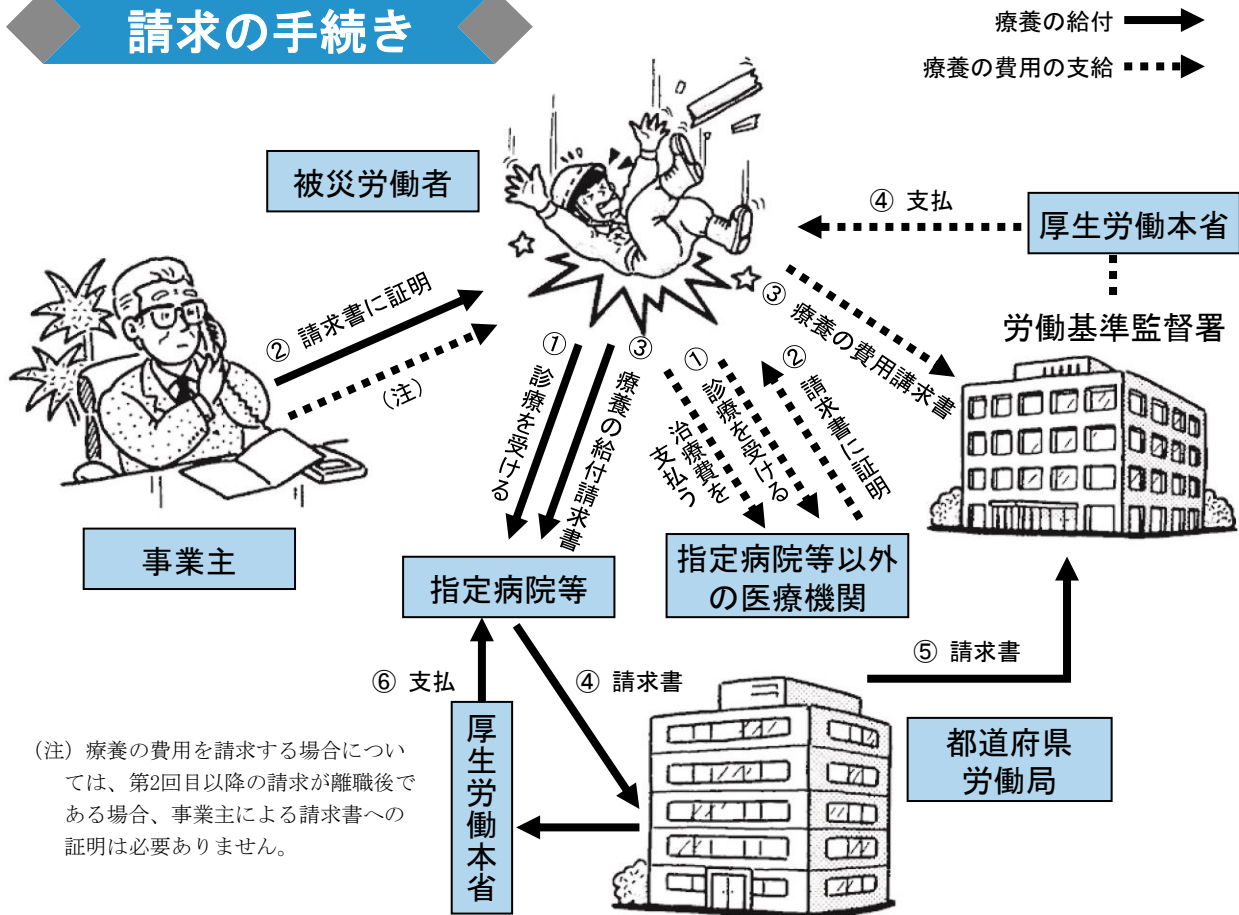 請求の手続き
療養の給付
療養の費用の支給
被災労働者
④ 支払
厚生労働本省
② 請求書に証明
(注)
③ 療養の費用請求書
労働基準監督署
① 診療を受ける
③ 療養の給付請求書
治療費を
支払う
① 診療を受ける
② 請求書に証明
事業主
指定病院等
指定病院等以外
の医療機関
⑤ 請求書
⑥ 支払
④ 請求書
厚生労働本省
都道府県
労働局
(注)療養の費用を請求する場合につい
ては、第2回目以降の請求が離職後で
ある場合、事業主による請求書への
証明は必要ありません。